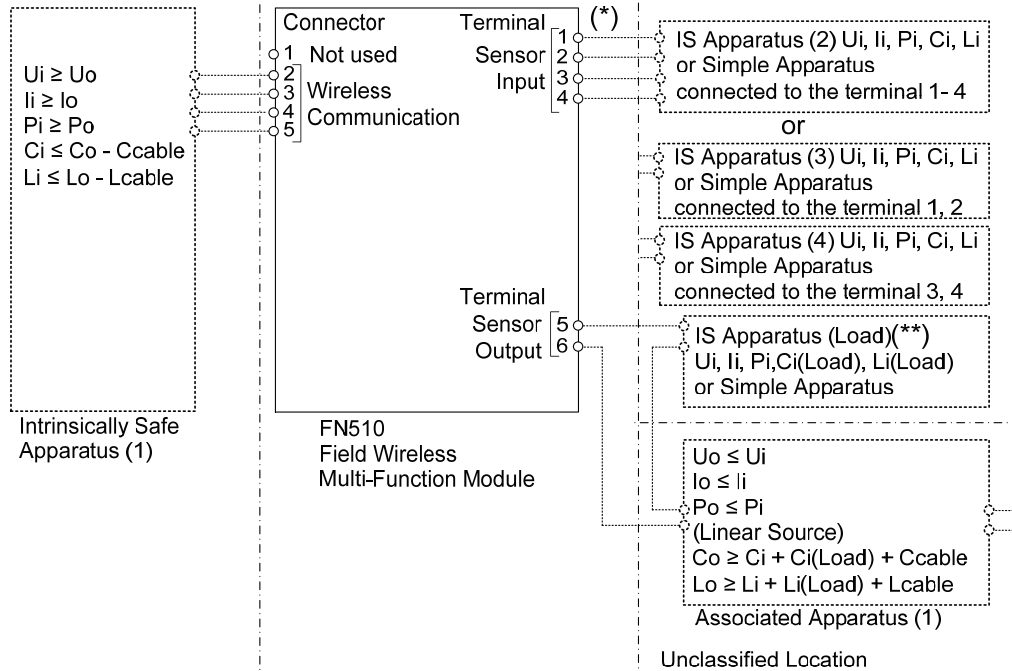 Ui ≥ Uo
Ii ≥ Io
Pi ≥ Po
Ci ≤ Co - Ccable
Li ≤ Lo - Lcable
Intrinsically Safe
Apparatus (1)
Connector
1 Not used
2
3
4
5
Wireless
Communication
Terminal
Sensor
Input
1
2
3
4
(*)
Terminal
Sensor
Output
5
6
FN510
Field Wireless
Multi-Function Module
IS Apparatus (2) Ui, Ii, Pi, Ci, Li
or Simple Apparatus
connected to the terminal 1- 4
or
IS Apparatus (3) Ui, Ii, Pi, Ci, Li
or Simple Apparatus
connected to the terminal 1, 2
IS Apparatus (4) Ui, Ii, Pi, Ci, Li
or Simple Apparatus
connected to the terminal 3, 4
IS Apparatus (Load)(**)
Ui, Ii, Pi,Ci(Load), Li(Load)
or Simple Apparatus
Uo ≤ Ui
Io ≤ Ii
Po ≤ Pi
(Linear Source)
Co ≥ Ci + Ci(Load) + Ccable
Lo ≥ Li + Li(Load) + Lcable
Associated Apparatus (1)
Unclassified Location